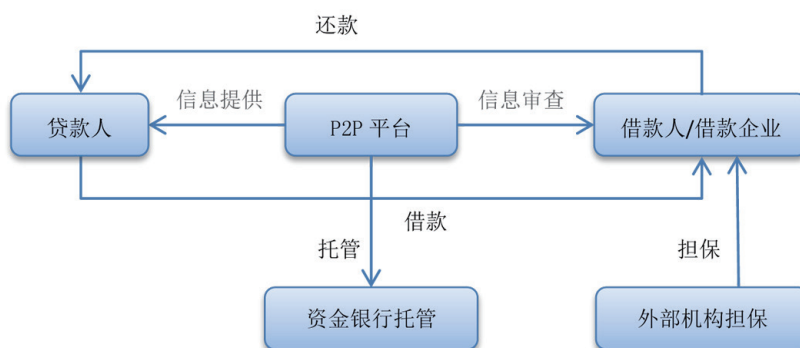 还款
信息提供
信息审查
贷款人
P2P 平台
借款人/借款企业
借款
托管
担保
资金银行托管
外部机构担保